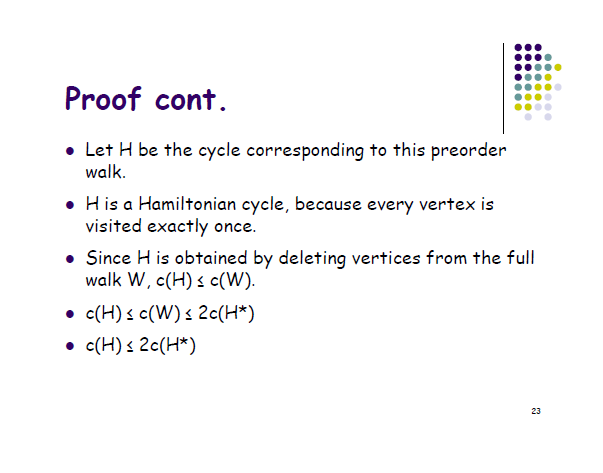 Proof cont.
● Let H be the cycle corresponding to this preorder
walk.
● H is a Hamiltonian cycle, because every vertex is
visited exactly once.
● Since H is obtained by deleting vertices from the full
walk W, c(H) ≤ c(W).
● c(H) ≤ c(W) ≤ 2c(H*)
● c(H) ≤ 2c(H*)
23